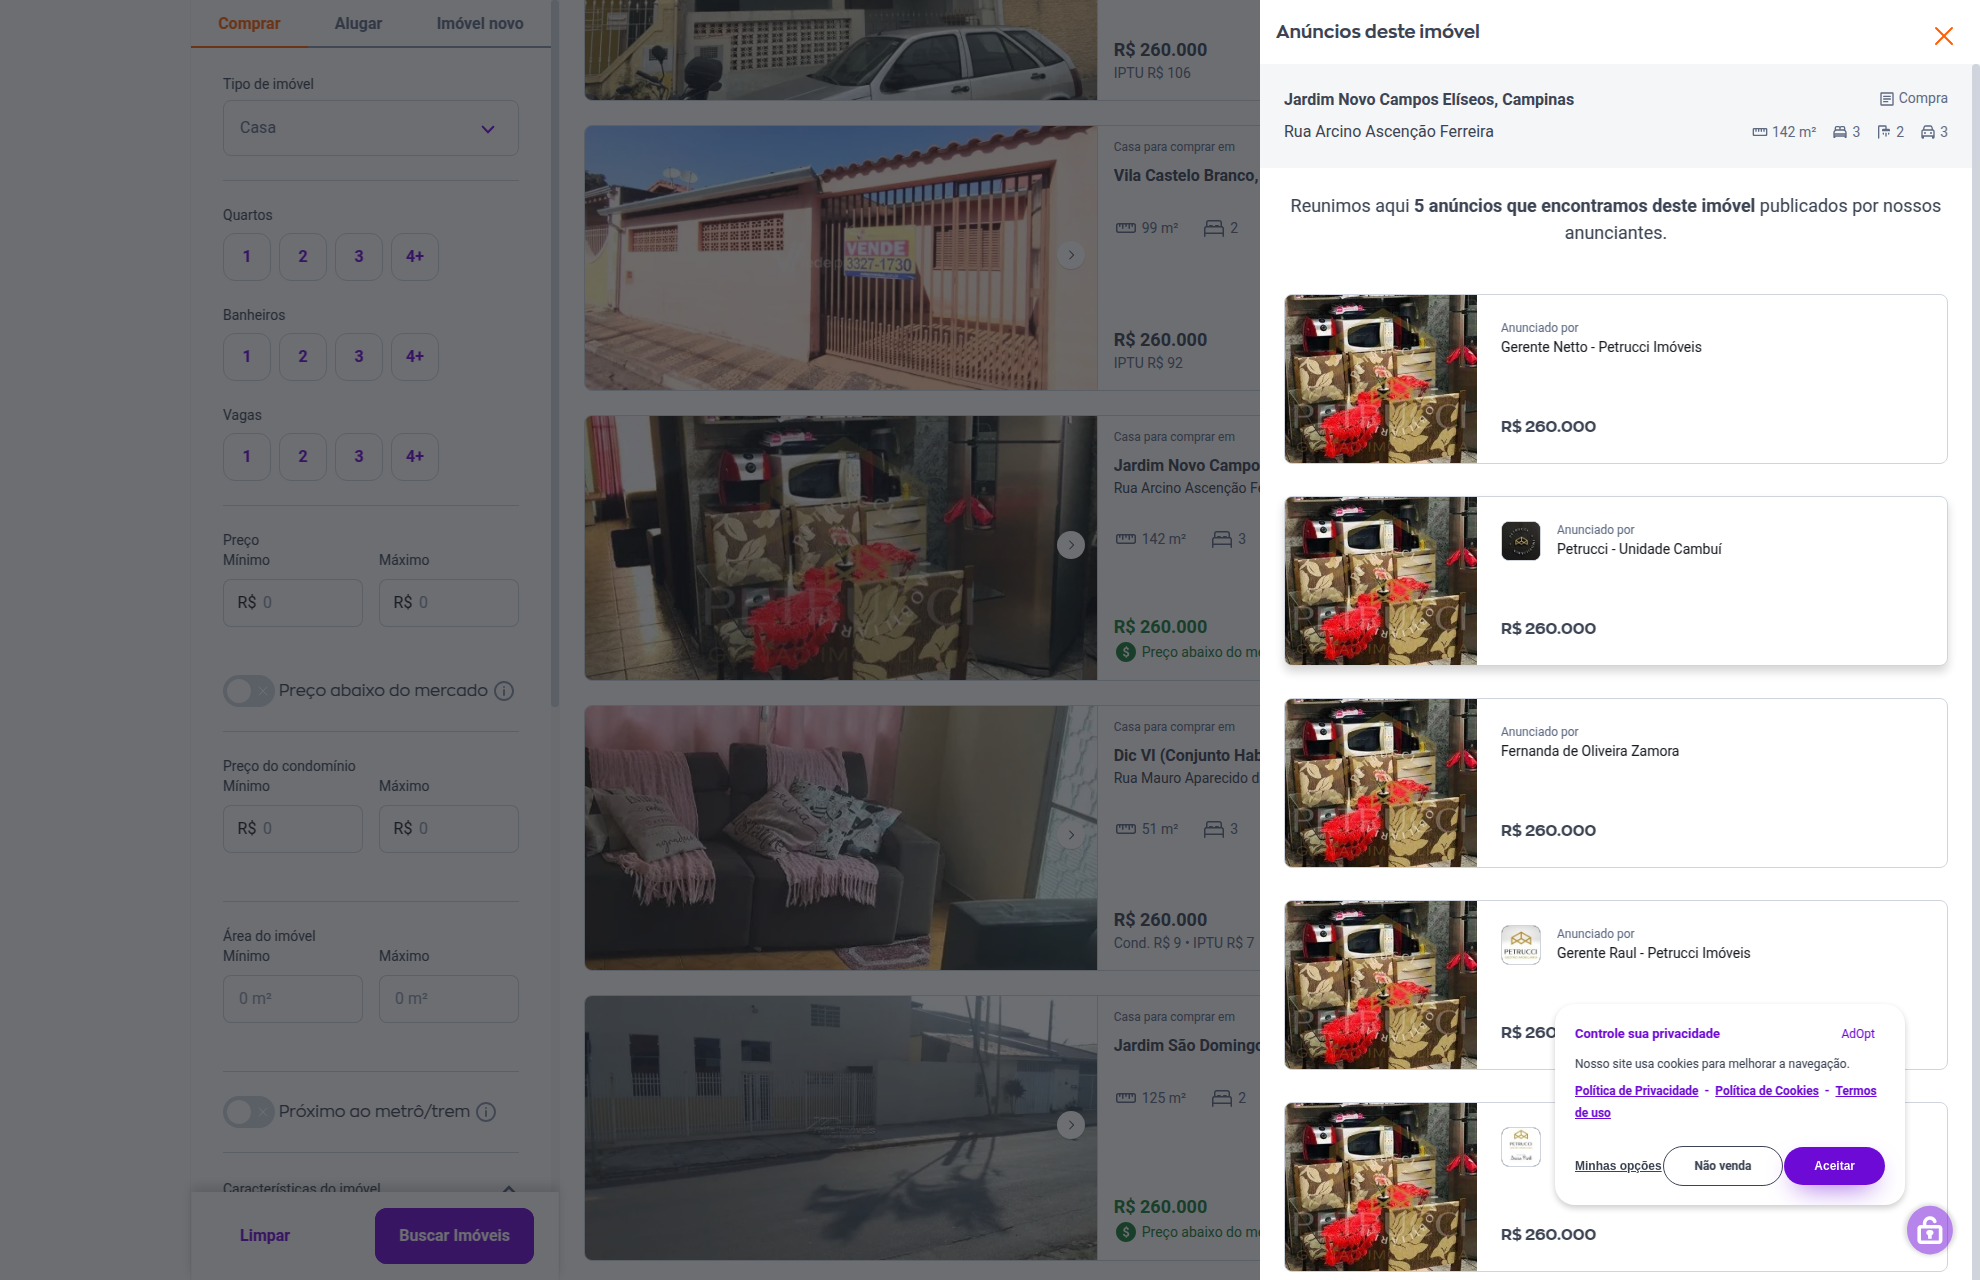 Comprar
Alugar
Imóvel novo
Tipo de imóvel
Casa
Quartos
1
2
3
4+
Banheiros
1
2
3
4+
Vagas
1
2
3
4+
Preço
Mínimo
Máximo
R$ 0
R$ 0
Preço abaixo do mercado
Preço do condomínio
Mínimo
Máximo
R$ 0
R$ 0
Área do imóvel
Mínimo
Máximo
0 m²
0 m²
Próximo ao metrô/trem
Características do imóvel
Limpar
Buscar Imóveis
R$ 260.000
IPTU R$ 106
VENDE
3327-1730
Casa para comprar em
Vila Castelo Branco,
99 m²
2
R$ 260.000
IPTU R$ 92
Casa para comprar em
Jardim Novo Campo
Rua Arcino Ascenção Fe
142 m²
3
R$ 260.000
Preço abaixo do me
Casa para comprar em
Dic VI (Conjunto Hab
Rua Mauro Aparecido d
51 m²
3
R$ 260.000
Cond. R$ 9 • IPTU R$ 7
Casa para comprar em
Jardim São Domingo
125 m²
2
R$ 260.000
Preço abaixo do me
Anúncios deste imóvel
Jardim Novo Campos Elíseos, Campinas
Compra
Rua Arcino Ascenção Ferreira
142 m²
3
2
3
Reunimos aqui 5 anúncios que encontramos deste imóvel publicados por nossos
anunciantes.
Anunciado por
Gerente Netto - Petrucci Imóveis
R$ 260.000
Anunciado por
Petrucci - Unidade Cambuí
R$ 260.000
Anunciado por
Fernanda de Oliveira Zamora
R$ 260.000
PETRUCCI
Anunciado por
Gerente Raul - Petrucci Imóveis
R$ 260
PETRUCCI
R$ 260.000
Controle sua privacidade
AdOpt
Nosso site usa cookies para melhorar a navegação.
Política de Privacidade - Política de Cookies - Termos
de uso
Minhas opções
Não venda
Aceitar